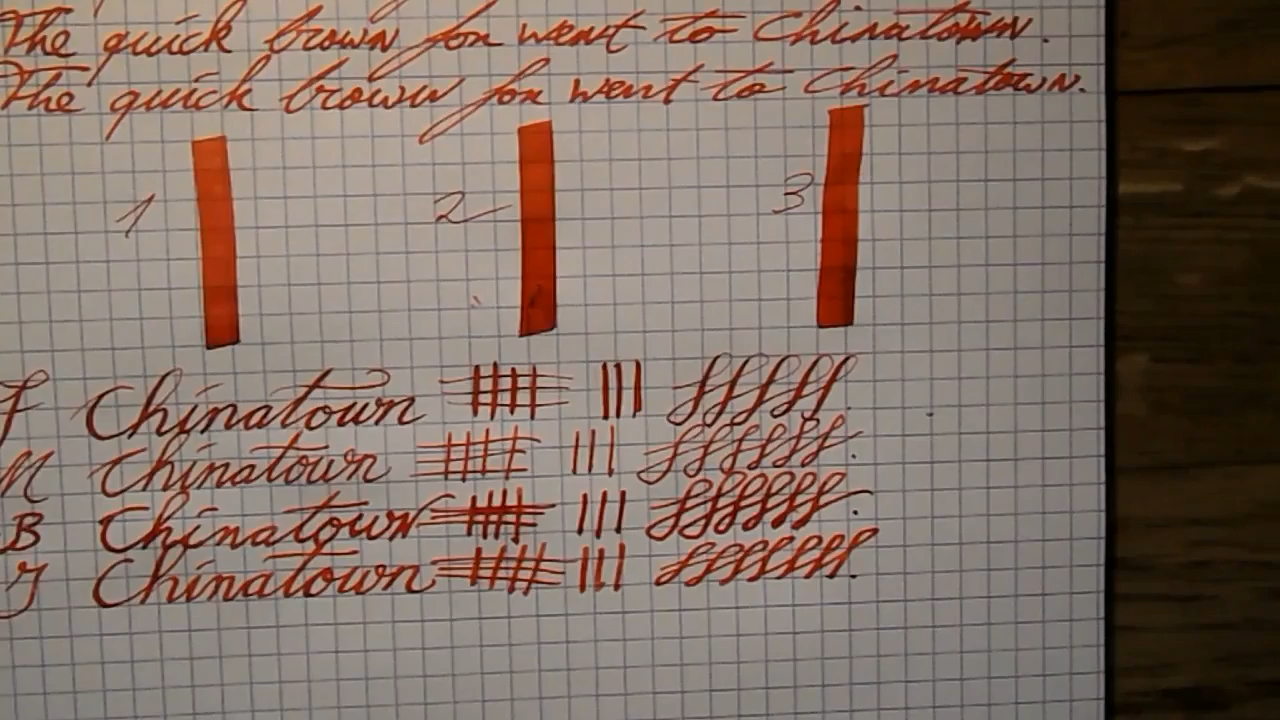 The quick brown fox went to Chinatown.
The quick brown fox went to Chinatown.
1 2 3
F Chinatown
M Chinatown
B Chinatown
J Chinatown